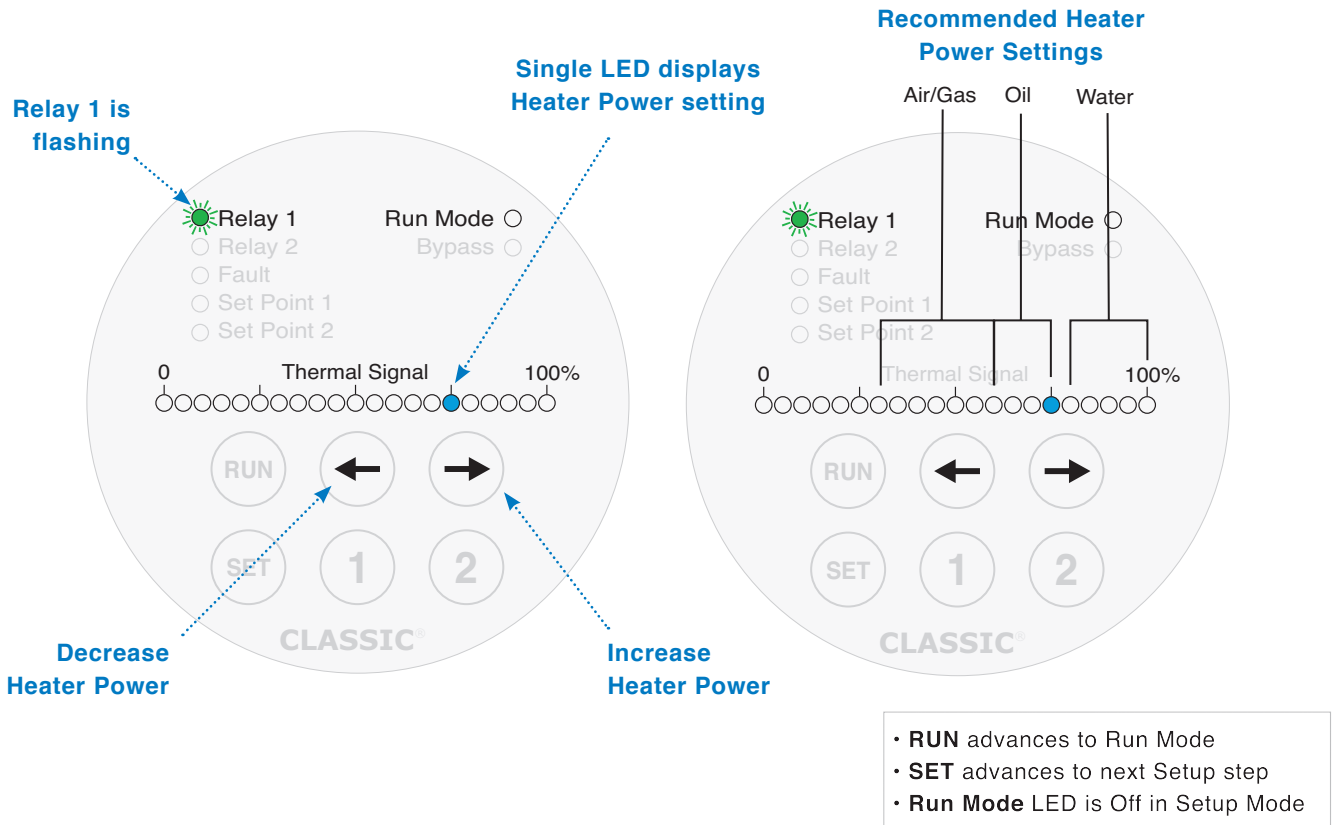 Recommended Heater
Power Settings
Single LED displays
Heater Power setting
Air/Gas Oil Water
Relay 1 is
flashing
Relay 1 Run Mode
Relay 2 Bypass
Fault
Set Point 1
Set Point 2
0 Thermal Signal 100%
RUN
SET 1 2
CLASSIC®
Decrease
Heater Power
Increase
Heater Power
Relay 1 Run Mode
Relay 2 Bypass
Fault
Set Point 1
Set Point 2
0 Thermal Signal 100%
RUN
SET 1 2
CLASSIC®
• RUN advances to Run Mode
• SET advances to next Setup step
• Run Mode LED is Off in Setup Mode